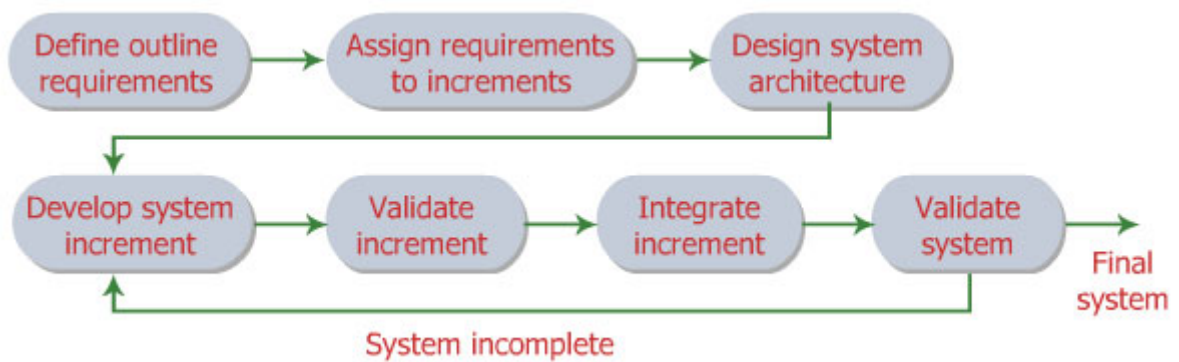 Define outline
requirements
Assign requirements
to increments
Design system
architecture
Develop system
increment
Validate
increment
Integrate
increment
Validate
system
Final
system
System incomplete